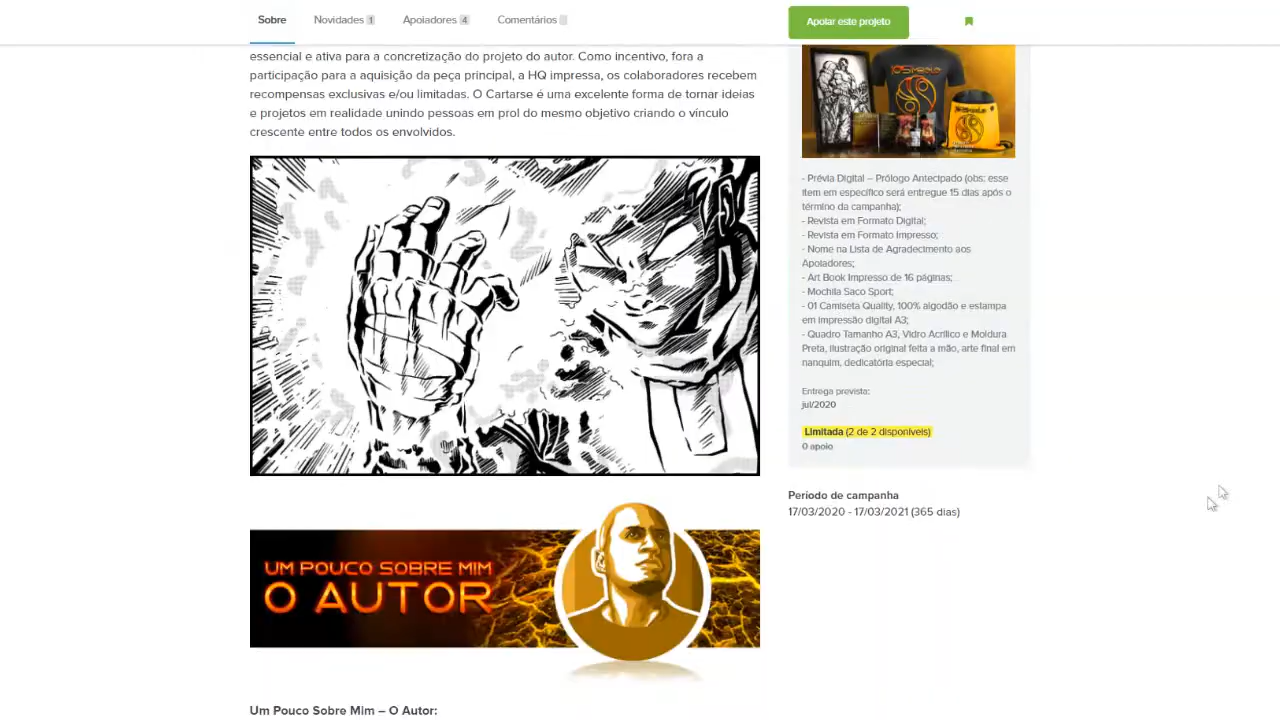 Sobre
Novidades 1
Apoiadores 4
Comentários
Apoiar este projeto
essencial e ativa para a concretização do projeto do autor. Como incentivo, fora a
participação para a aquisição da peça principal, a HQ impressa, os colaboradores recebem
recompensas exclusivas e/ou limitadas. O Cartarse é uma excelente forma de tornar ideias
e projetos em realidade unindo pessoas em prol do mesmo objetivo criando o vínculo
crescente entre todos os envolvidos.
UM POUCO SOBRE MIM
O AUTOR
Um Pouco Sobre Mim – O Autor:
- Prévia Digital – Prólogo Antecipado (obs: esse
item em específico será entregue 15 dias após o
término da campanha);
- Revista em Formato Digital;
- Revista em Formato Impresso;
- Nome na Lista de Agradecimento aos
Apoiadores;
- Art Book Impresso de 16 páginas;
- Mochila Saco Sport;
- 01 Camiseta Quality, 100% algodão e estampa
em impressão digital A3;
- Quadro Tamanho A3, Vidro Acrílico e Moldura
Preta, ilustração original feita a mão, arte final em
nanquim, dedicatória especial;
Entrega prevista:
jul/2020
Limitada (2 de 2 disponíveis)
0 apoio
Período de campanha
17/03/2020 - 17/03/2021 (365 dias)